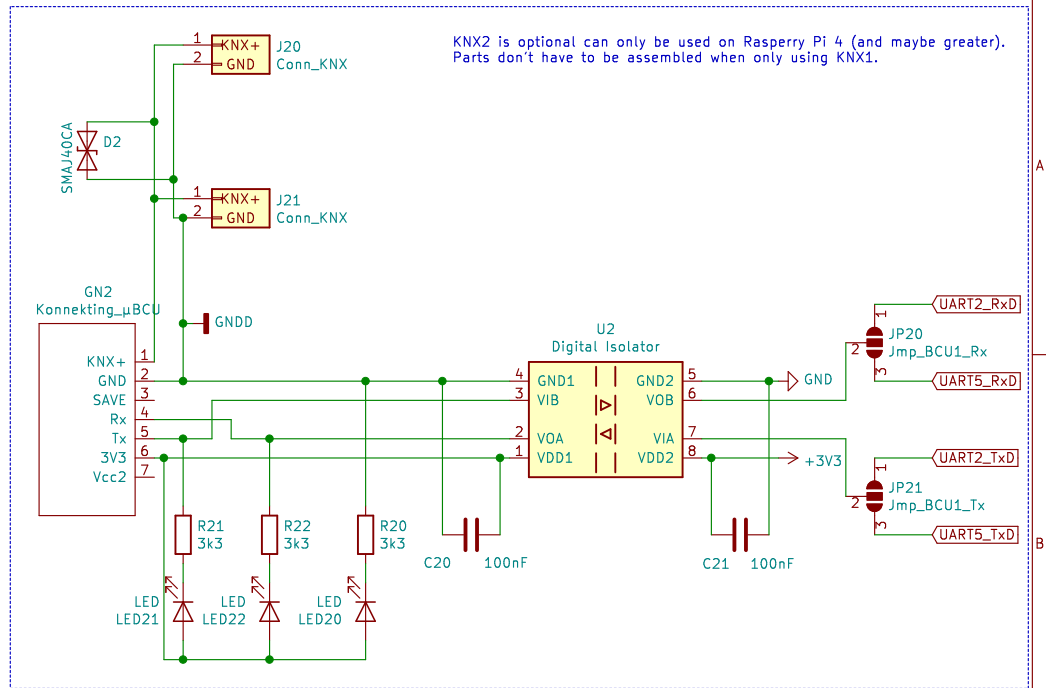 KNX2 is optional can only be used on Rasperry Pi 4 (and maybe greater).
Parts don't have to be assembled when only using KNX1.
1 KNX+ J20
2 GND Conn_KNX
D2
SMAJ40CA
A
1 KNX+ J21
2 GND Conn_KNX
GN2
Konnekting_µBCU
GNDD
KNX+ 1
GND 2
SAVE 3
Rx 4
Tx 5
3V3 6
Vcc2 7
U2
Digital Isolator
4 GND1 GND2 5
3 VIB VOB 6
2 VOA VIA 7
1 VDD1 VDD2 8
GND
+3V3
UART2_RxD
1
JP20
2 Jmp_BCU1_Rx
3
UART5_RxD
UART2_TxD
1
JP21
2 Jmp_BCU1_Tx
3
UART5_TxD
B
R21
3k3
R22
3k3
R20
3k3
C20 100nF
C21 100nF
LED
LED21
LED
LED22
LED
LED20